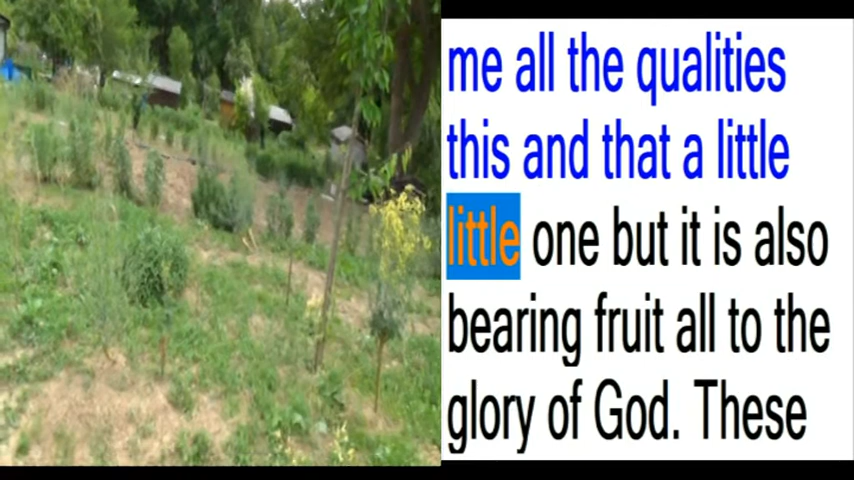 me all the qualities
this and that a little
little one but it is also
bearing fruit all to the
glory of God. These